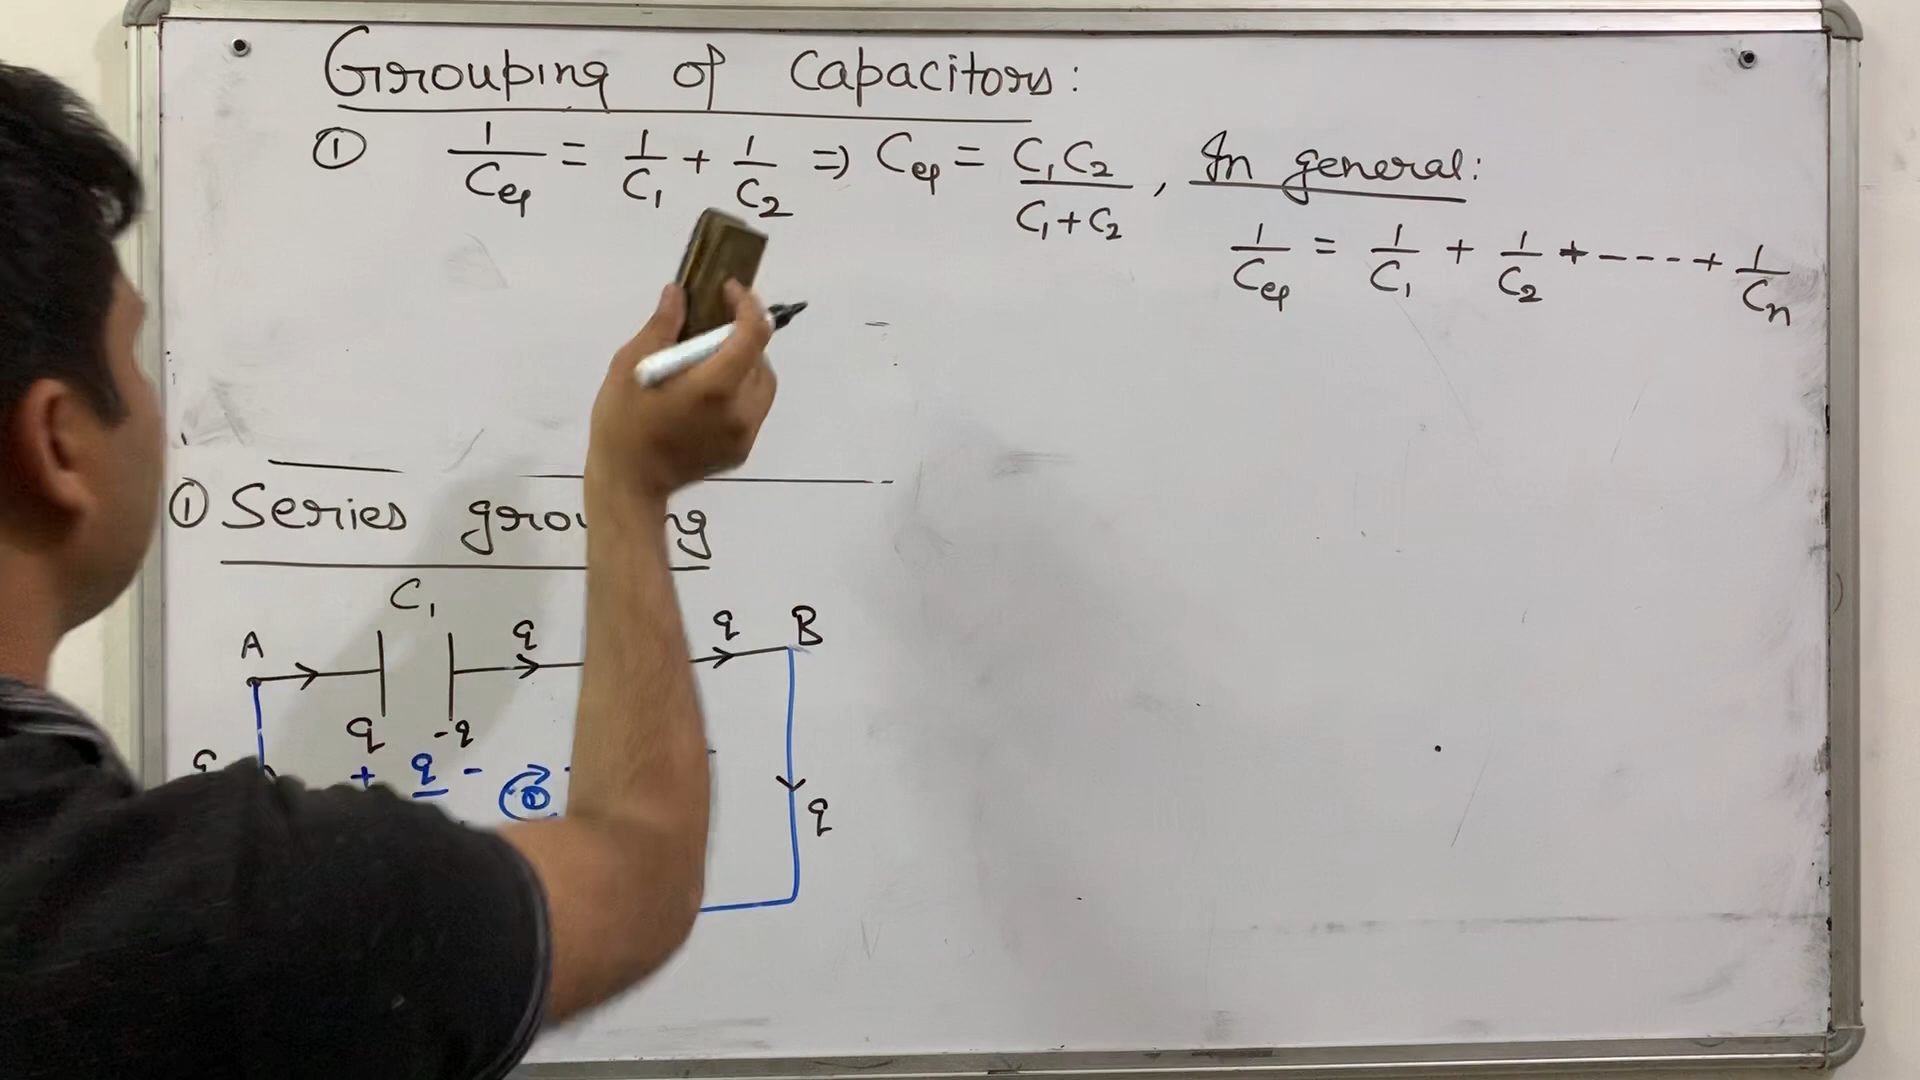 Grouping of Capacitors:
① 1/Ceq = 1/C₁ + 1/C₂ ⇒ Ceq = C₁C₂/C₁+C₂, In general:
1/Ceq = 1/C₁ + 1/C₂ + ---- + 1/Cn
① Series
C₁
A q q B
q -q
+ q -
q